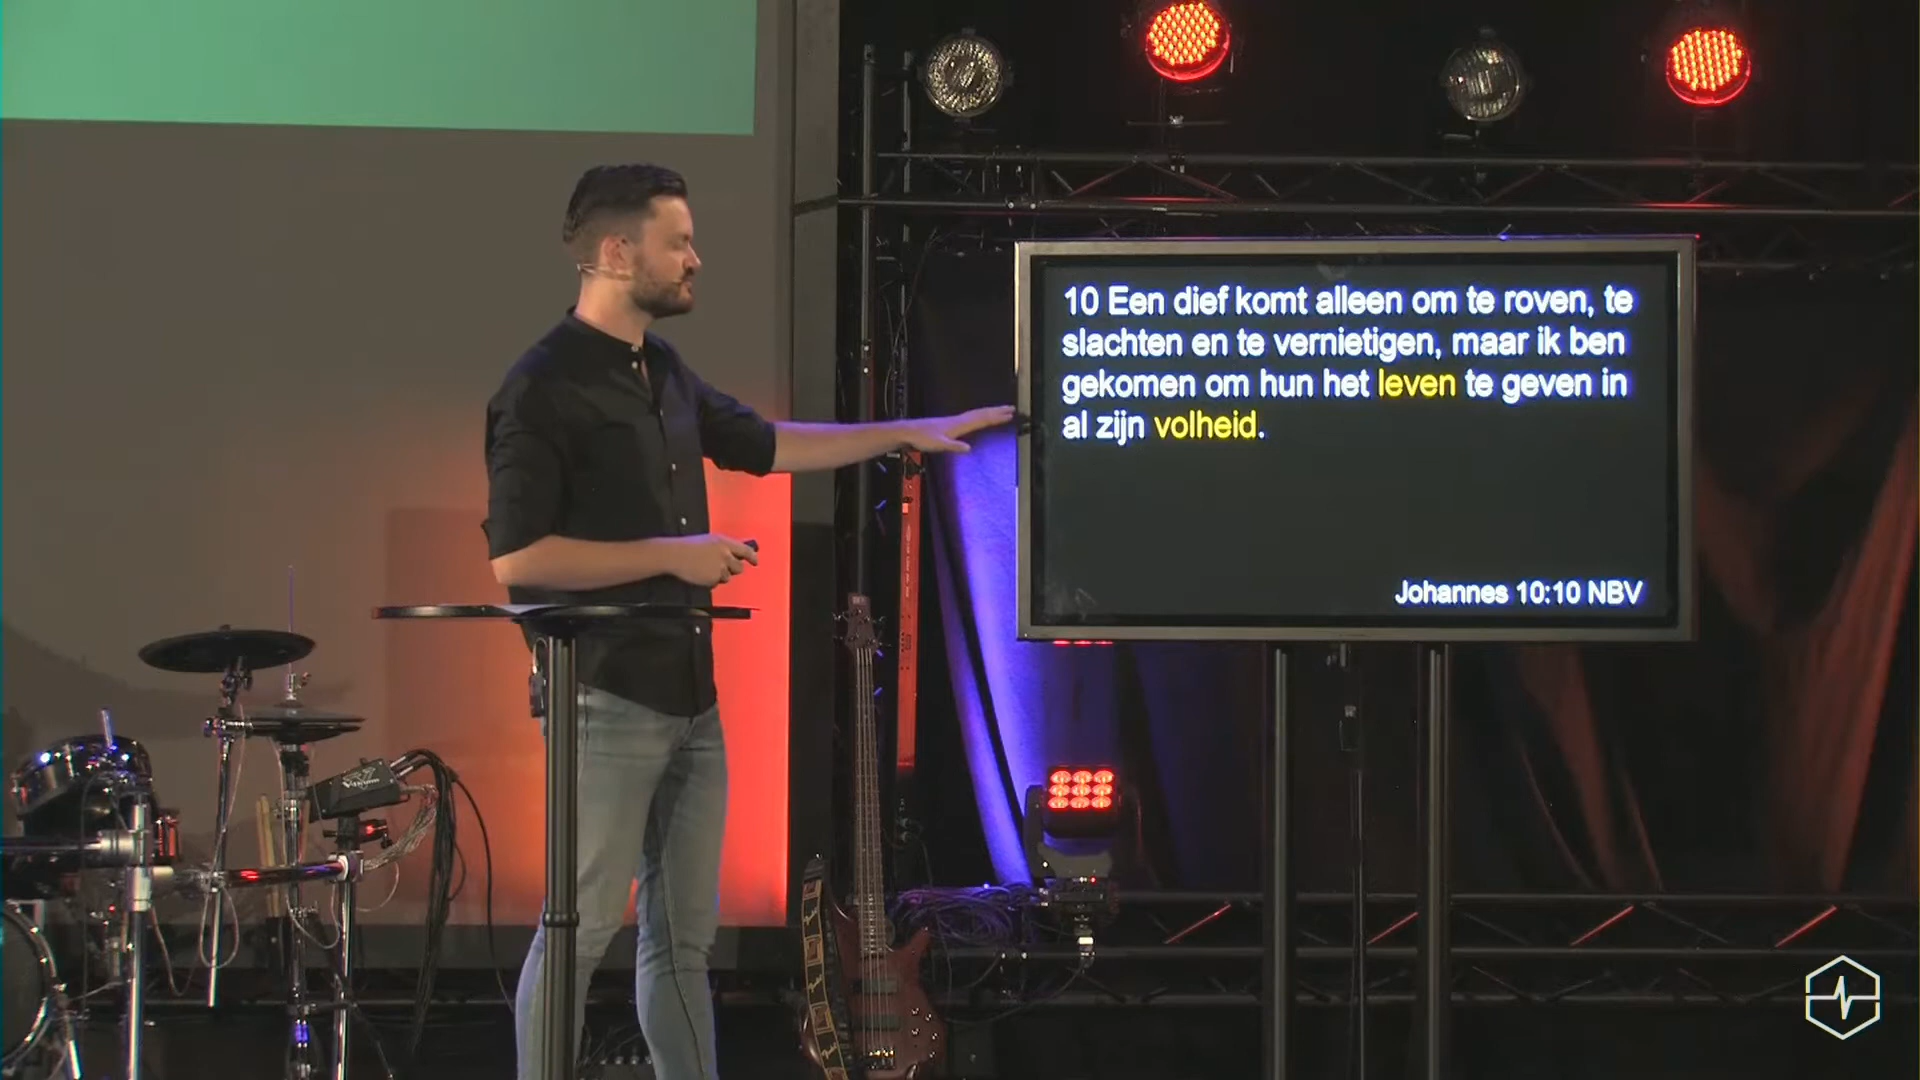 10 Een dief komt alleen om te roven, te
slachten en te vernietigen, maar ik ben
gekomen om hun het leven te geven in
al zijn volheid.
Johannes 10:10 NBV